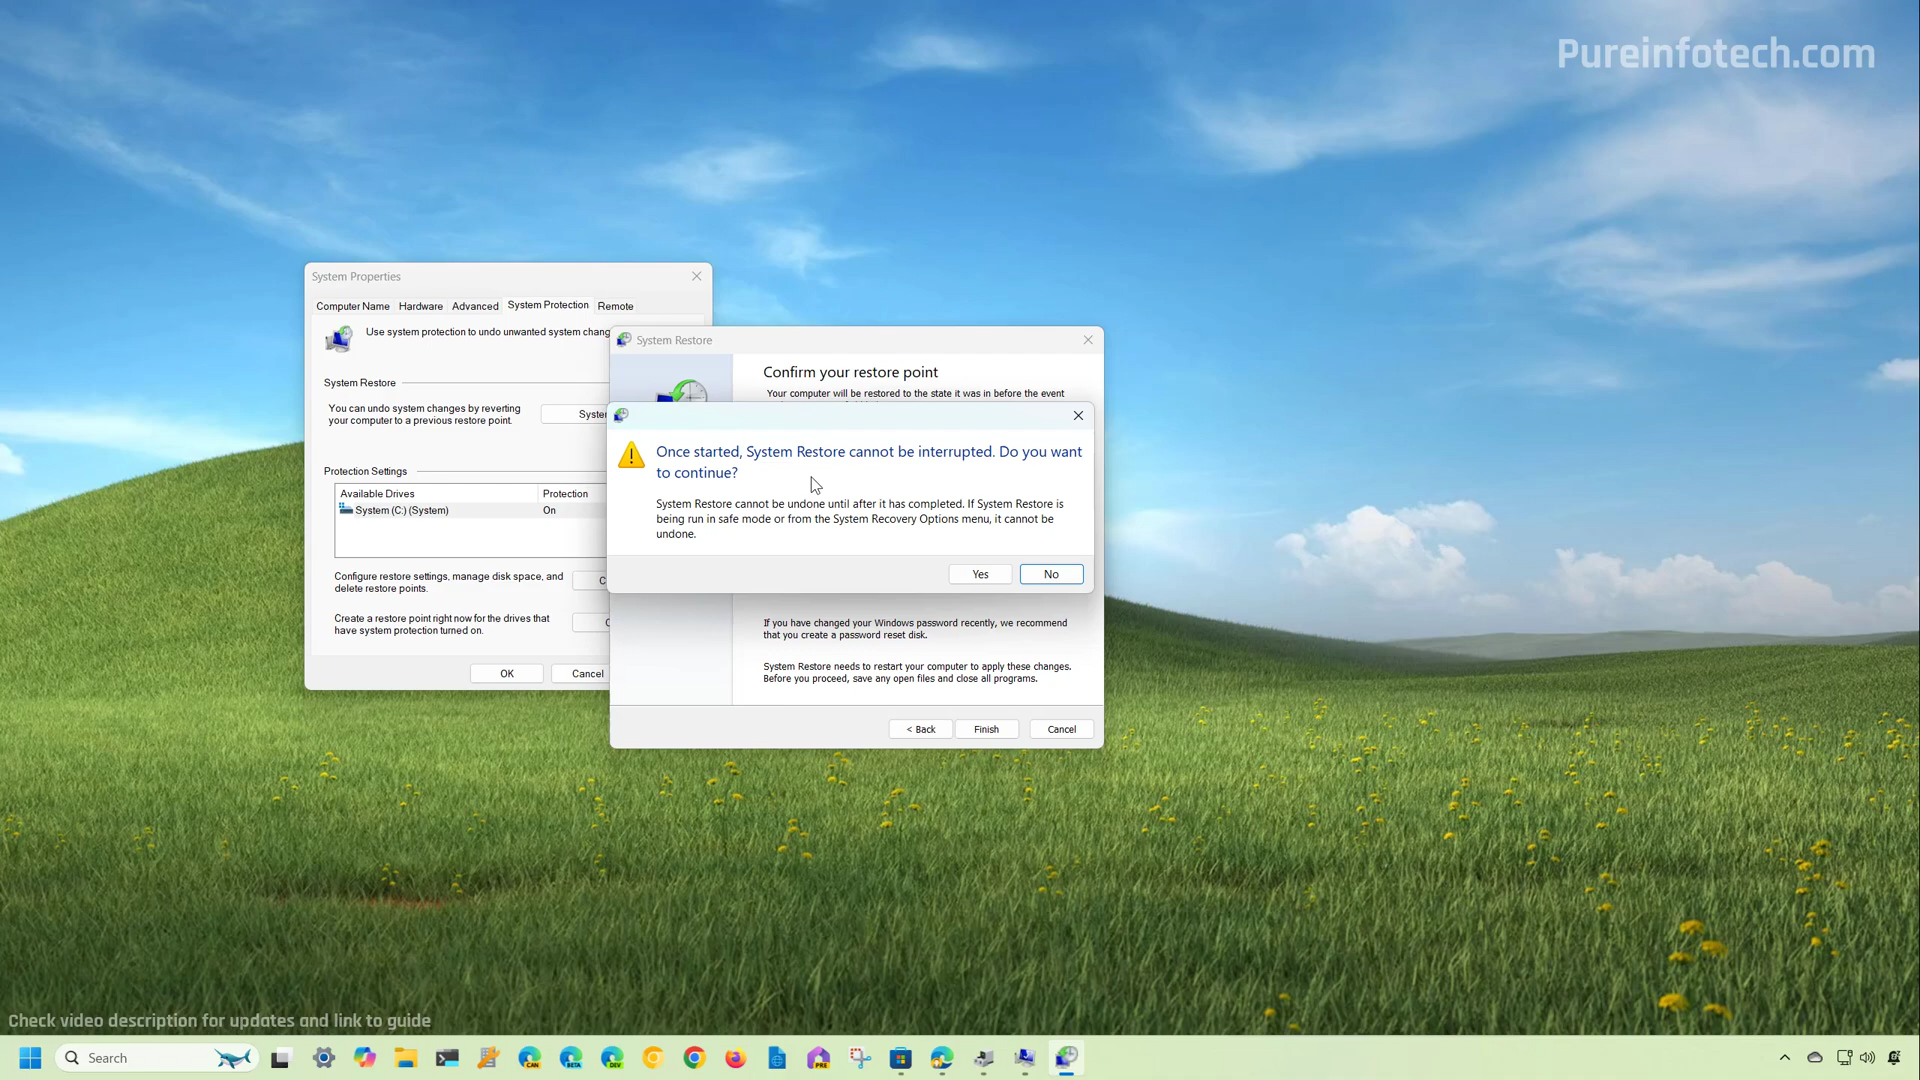 Pureinfotech.com
System Properties
Computer Name Hardware Advanced System Protection Remote
Use system protection to undo unwanted system
System Restore
You can undo system changes by reverting
your computer to a previous restore point.
Protection Settings
Available Drives Protection
System (C:) (System) On
Configure restore settings, manage disk space, and
delete restore points.
Create a restore point right now for the drives that
have system protection turned on.
OK Cancel
System Restore
Confirm your restore point
Your computer will be restored to the state it was in before the event
Once started, System Restore cannot be interrupted. Do you want
to continue?
System Restore cannot be undone until after it has completed. If System Restore is
being run in safe mode or from the System Recovery Options menu, it cannot be
undone.
Yes No
If you have changed your Windows password recently, we recommend
that you create a password reset disk.
System Restore needs to restart your computer to apply these changes.
Before you proceed, save any open files and close all programs.
< Back Finish Cancel
Check video description for updates and link to guide
Search
CAN BETA DEV PRE